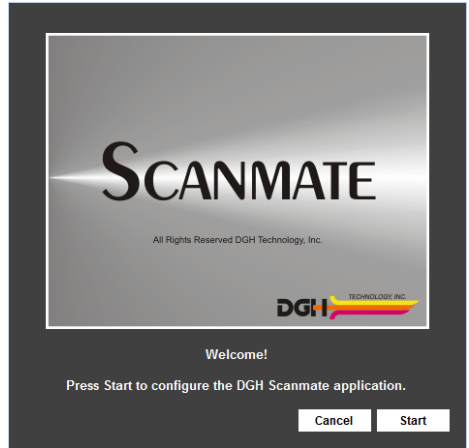 SCANMATE
All Rights Reserved DGH Technology, Inc.
DGH TECHNOLOGY, INC.
Welcome!
Press Start to configure the DGH Scanmate application.
Cancel Start